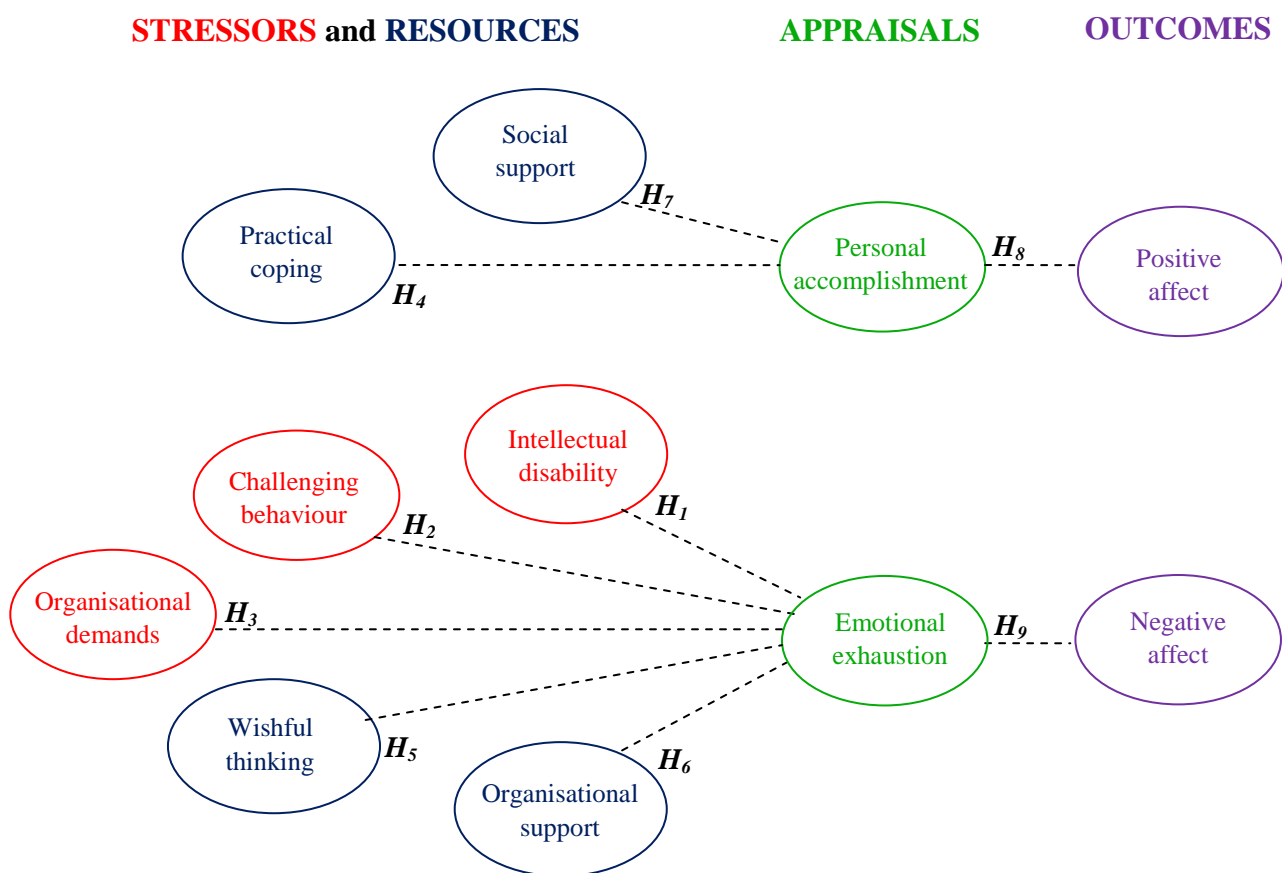 STRESSORS and RESOURCES
APPRAISALS
OUTCOMES
Social
support
H7
Practical
coping
H4
Personal
accomplishment
H8
Positive
affect
Intellectual
disability
H1
Challenging
behaviour
H2
Organisational
demands
H3
Emotional
exhaustion
H9
Negative
affect
Wishful
thinking
H5
Organisational
support
H6